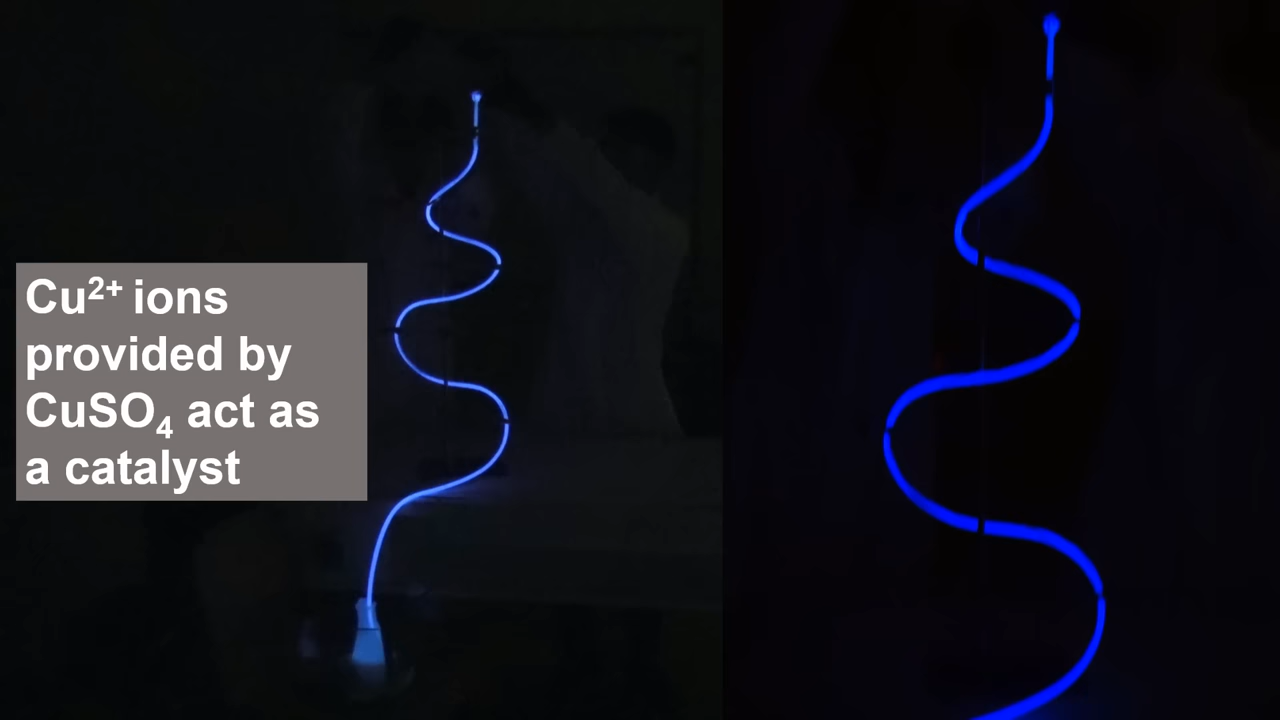 Cu²⁺ ions
provided by
CuSO₄ act as
a catalyst